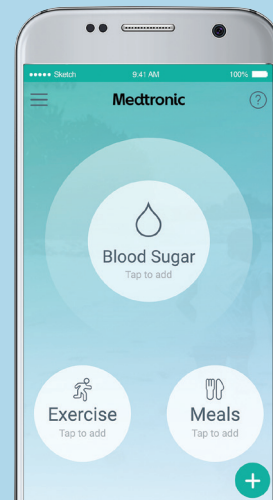 Sketch 9:41 AM 100%
Medtronic
?
Blood Sugar
Tap to add
Exercise Meals
Tap to add Tap to add
+